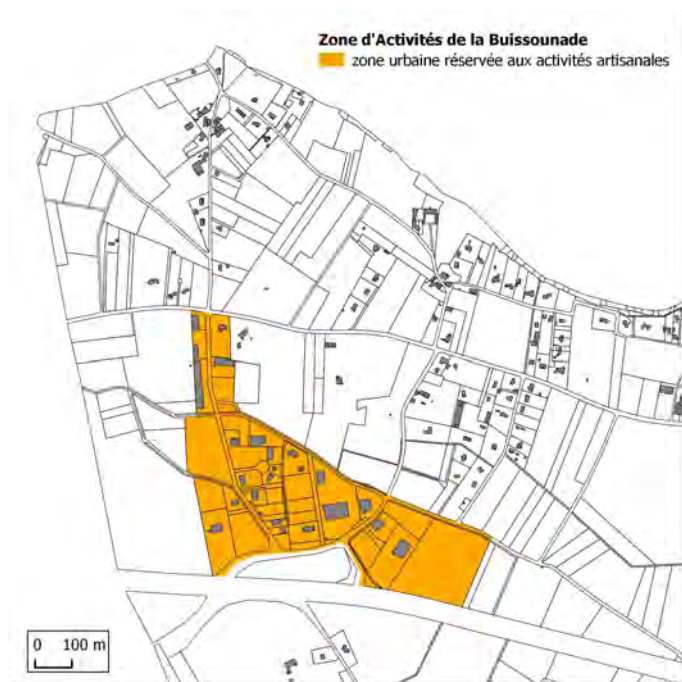 Zone d'Activités de la Buissounade
zone urbaine réservée aux activités artisanales
0 100 m